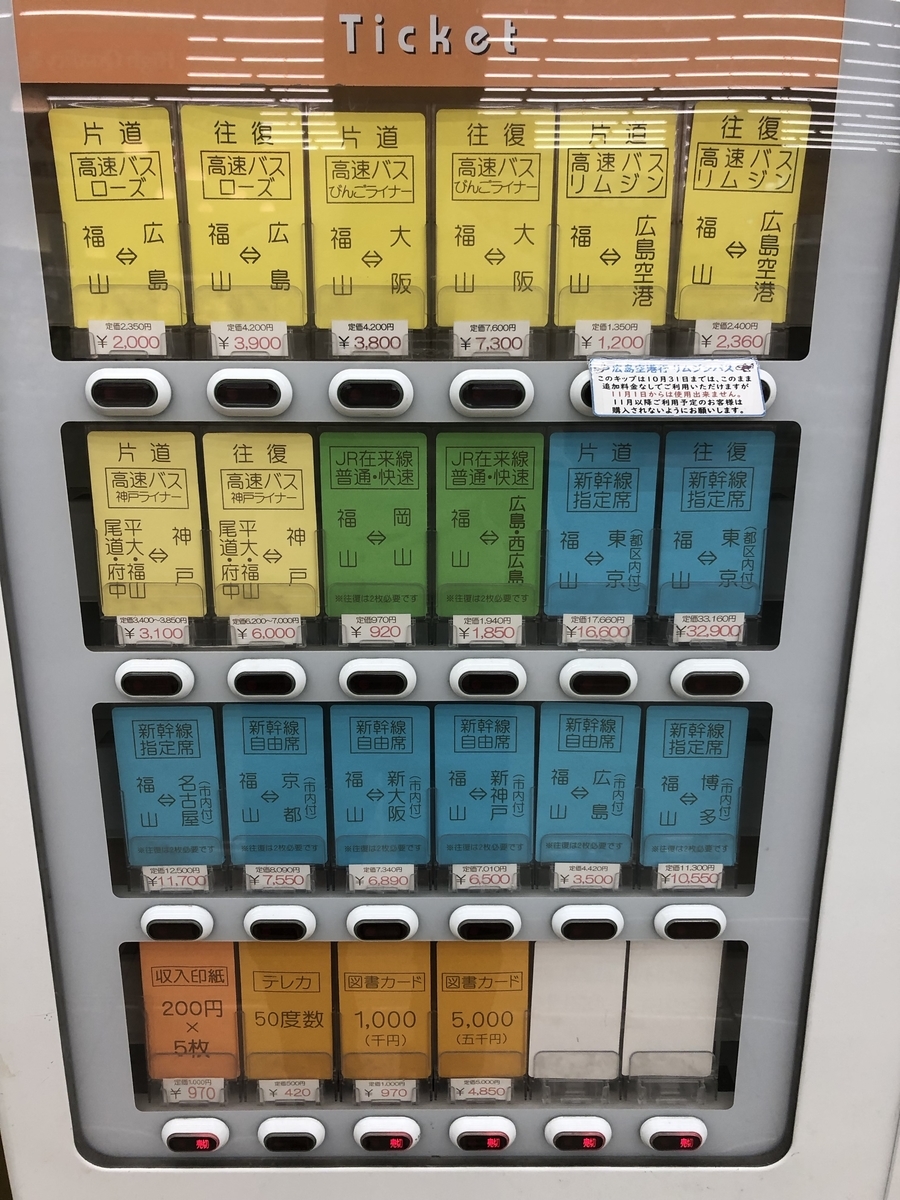 Ticket
片道
高速バス
ローズ
福山⇔広島
定価2,350円
¥2,000
往復
高速バス
ローズ
福山⇔広島
定価4,200円
¥3,900
片道
高速バス
びんごライナー
福山⇔大阪
定価4,200円
¥3,800
往復
高速バス
びんごライナー
福山⇔大阪
定価7,600円
¥7,300
片道
高速バス
リムジン
福山⇔広島空港
定価1,350円
¥1,200
往復
高速バス
リムジン
福山⇔広島空港
定価2,400円
¥2,360
広島空港行 リムジンバス
このキップは10月31日までは、このまま
追加料金なしでご利用いただけますが
11月1日からは使用出来ません。
11月以降ご利用予定のお客様は
購入されないようにお願いします。
片道
高速バス
神戸ライナー
尾道・府中
平大・福山⇔神戸
定価3,400～3,850円
¥3,100
往復
高速バス
神戸ライナー
尾道・府中
平大・福山⇔神戸
定価6,200～7,000円
¥6,000
JR在来線
普通・快速
福山⇔岡山
※往復は2枚必要です
定価970円
¥920
JR在来線
普通・快速
福山⇔広島・西広島
※往復は2枚必要です
定価1,940円
¥1,850
片道
新幹線
指定席
福山⇔東京(都区内付)
定価17,660円
¥16,600
往復
新幹線
指定席
福山⇔東京(都区内付)
定価33,160円
¥32,900
新幹線
指定席
福山⇔名古屋(市内付)
※往復は2枚必要です
定価12,500円
¥11,700
新幹線
自由席
福山⇔京都(市内付)
※往復は2枚必要です
定価8,090円
¥7,550
新幹線
自由席
福山⇔新大阪(市内付)
※往復は2枚必要です
定価7,340円
¥6,890
新幹線
自由席
福山⇔新神戸(市内付)
※往復は2枚必要です
定価7,010円
¥6,500
新幹線
自由席
福山⇔広島(市内付)
※往復は2枚必要です
定価4,420円
¥3,500
新幹線
指定席
福山⇔博多(市内付)
※往復は2枚必要です
定価11,300円
¥10,550
収入印紙
200円
×
5枚
定価1,000円
¥970
テレカ
50度数
定価500円
¥420
図書カード
1,000
(千円)
定価1,000円
¥970
図書カード
5,000
(五千円)
定価5,000円
¥4,850
売切
売切
売切
売切
売切